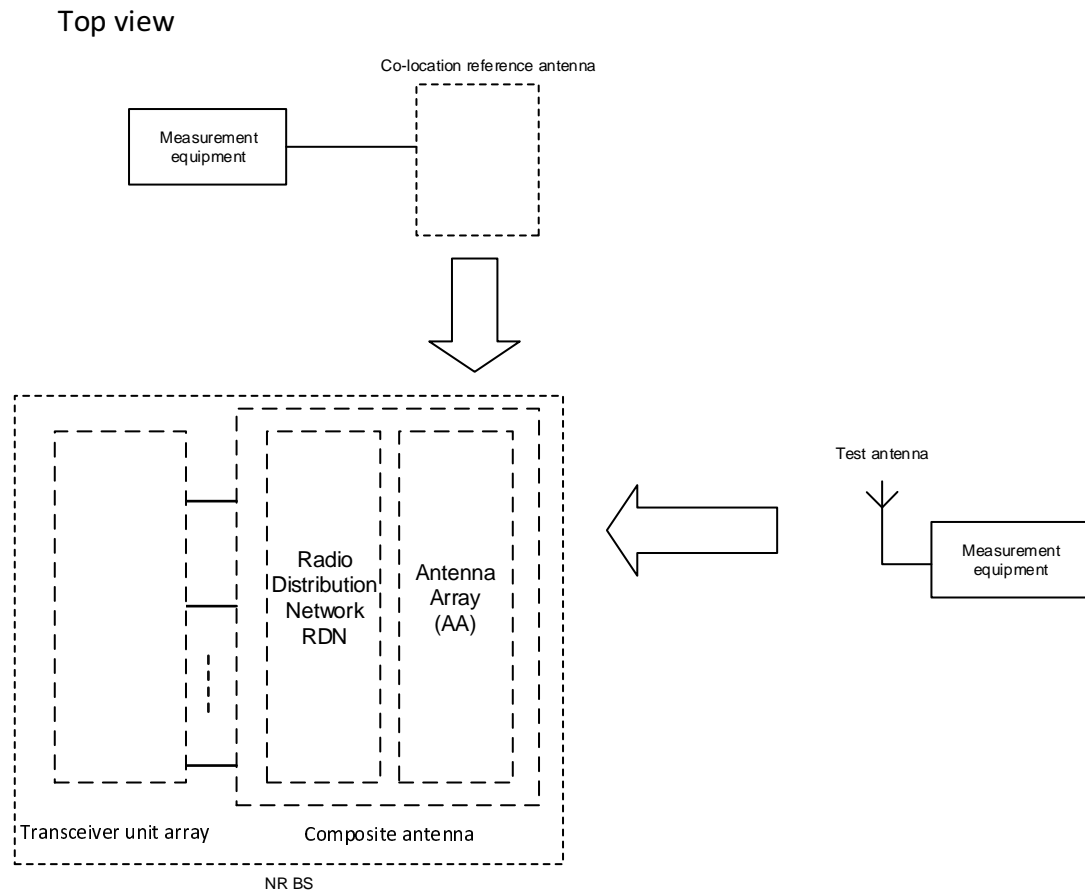 Top view
Co-location reference antenna
Measurement
equipment
Test antenna
Measurement
equipment
Radio
Distribution
Network
RDN
Antenna
Array
(AA)
Transceiver unit array
Composite antenna
NR BS